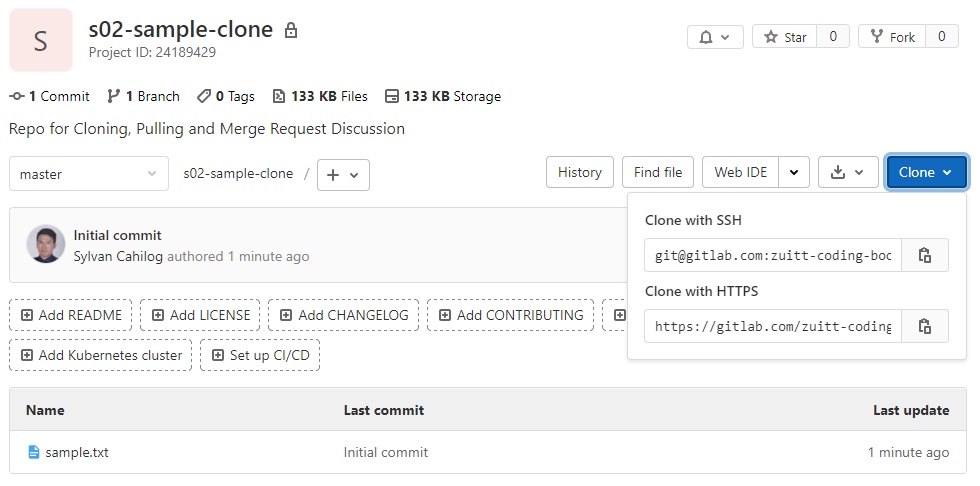 S
s02-sample-clone
Project ID: 24189429
Star 0 Fork 0
1 Commit 1 Branch 0 Tags 133 KB Files 133 KB Storage
Repo for Cloning, Pulling and Merge Request Discussion
master s02-sample-clone / + History Find file Web IDE Clone
Initial commit
Sylvan Cahilog authored 1 minute ago
Clone with SSH
git@gitlab.com:zuitt-coding-boc
Clone with HTTPS
https://gitlab.com/zuitt-coding
Add README Add LICENSE Add CHANGELOG Add CONTRIBUTING
Add Kubernetes cluster Set up CI/CD
Name Last commit Last update
sample.txt Initial commit 1 minute ago